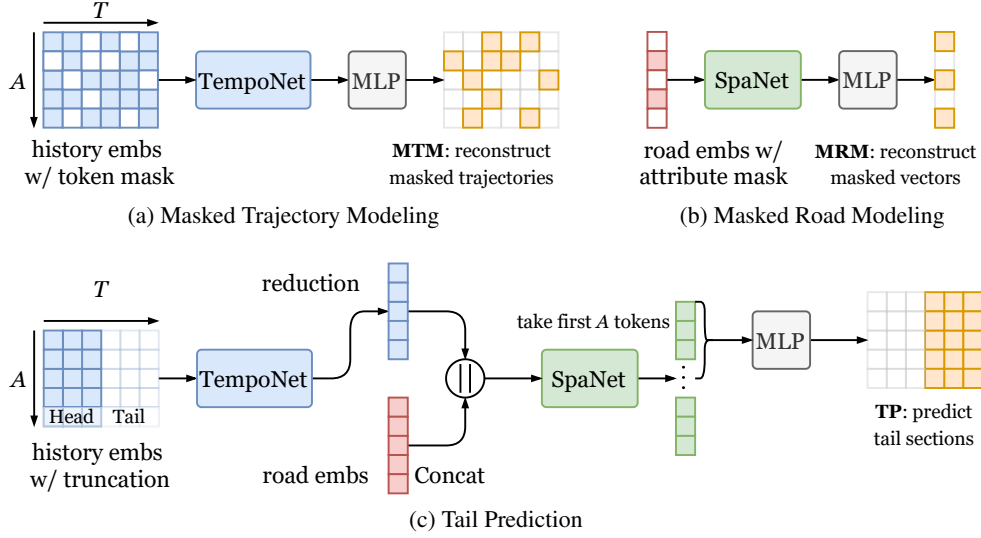 T
A
history embs
w/ token mask
TempoNet
MLP
MTM: reconstruct
masked trajectories
(a) Masked Trajectory Modeling
road embs w/
attribute mask
SpaNet
MLP
MRM: reconstruct
masked vectors
(b) Masked Road Modeling
T
A
Head Tail
history embs
w/ truncation
TempoNet
reduction
road embs
||
Concat
SpaNet
take first A tokens
MLP
TP: predict
tail sections
(c) Tail Prediction